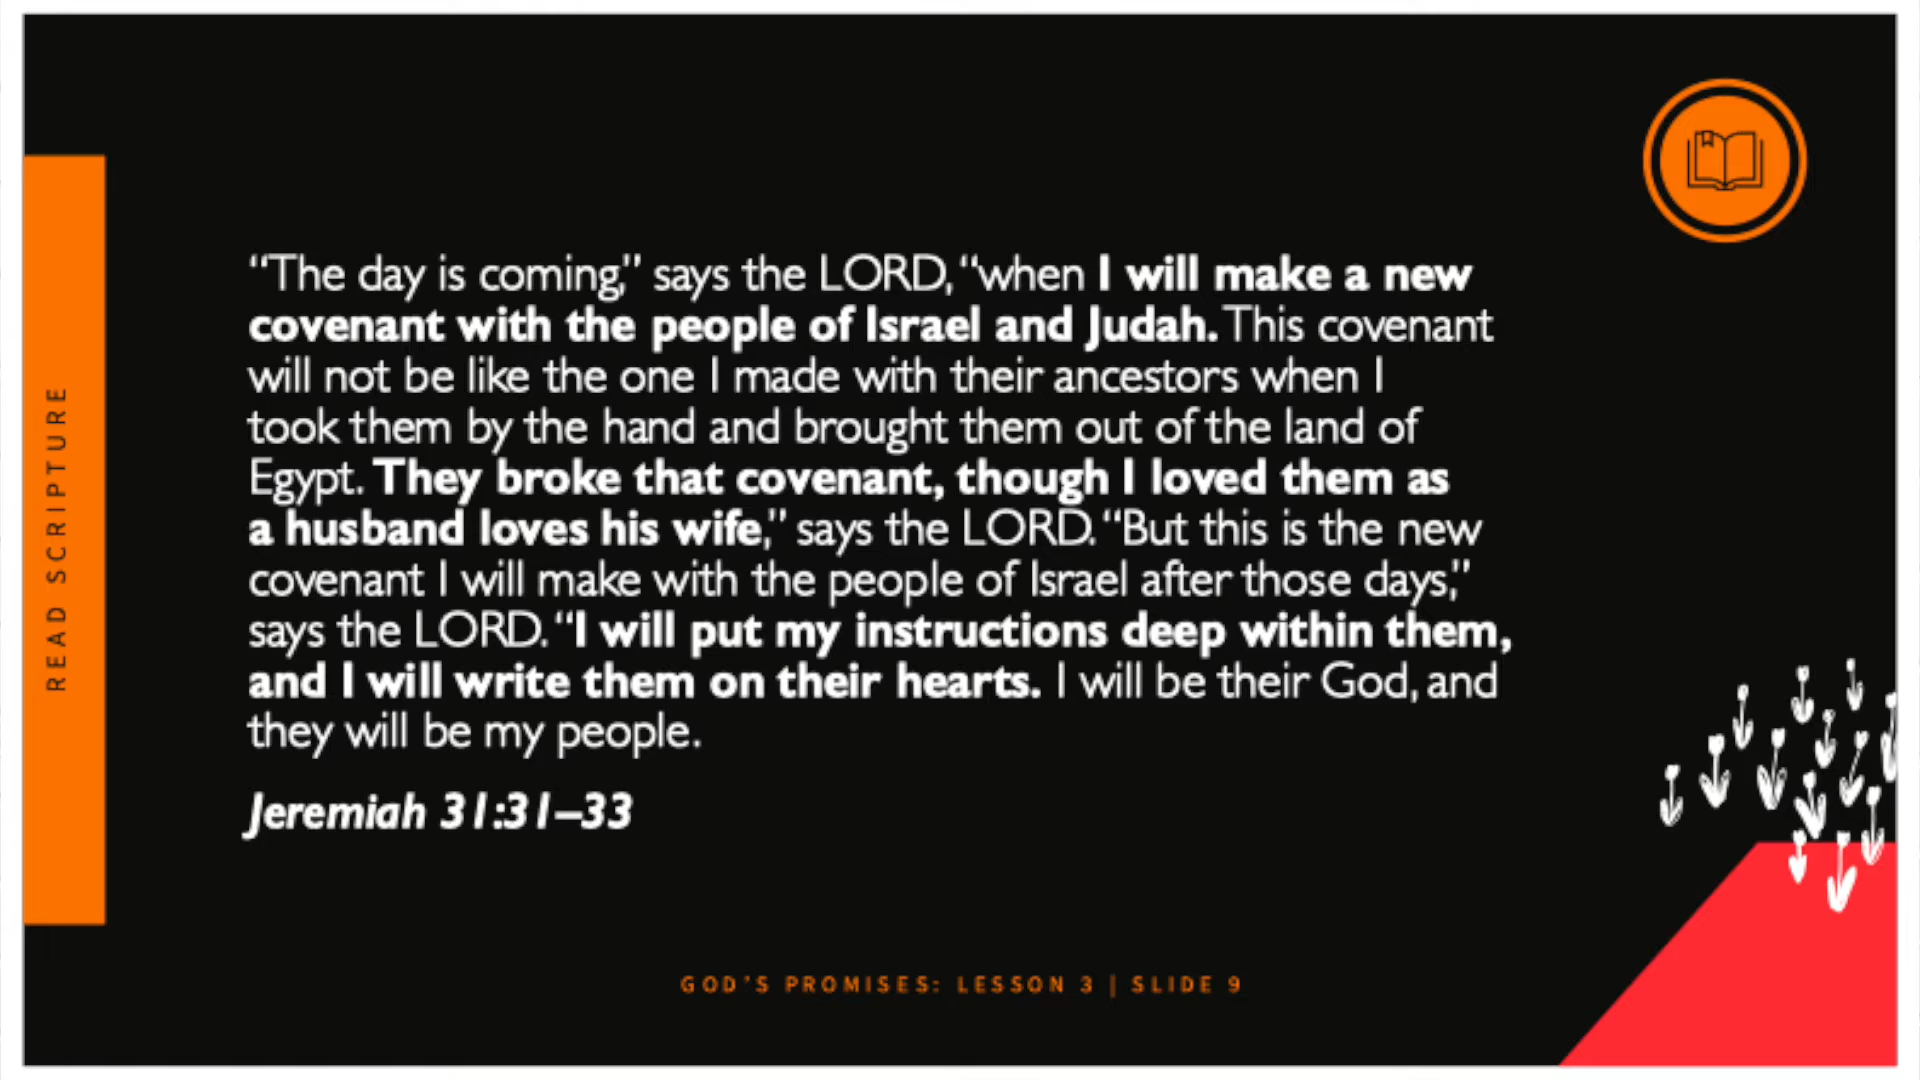 READ SCRIPTURE
“The day is coming,” says the LORD, “when I will make a new
covenant with the people of Israel and Judah. This covenant
will not be like the one I made with their ancestors when I
took them by the hand and brought them out of the land of
Egypt. They broke that covenant, though I loved them as
a husband loves his wife,” says the LORD. “But this is the new
covenant I will make with the people of Israel after those days,”
says the LORD. “I will put my instructions deep within them,
and I will write them on their hearts. I will be their God, and
they will be my people.
Jeremiah 31:31–33
GOD’S PROMISES: LESSON 3 | SLIDE 9